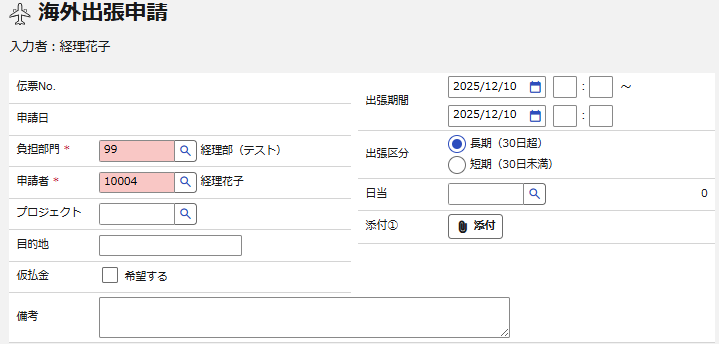 海外出張申請
入力者：経理花子
伝票No.
申請日
負担部門 * 99 経理部（テスト）
申請者 * 10004 経理花子
プロジェクト
目的地
仮払金 希望する
備考
出張期間 2025/12/10 : ～
2025/12/10 :
出張区分 長期（30日超）
短期（30日未満）
日当 0
添付① 添付